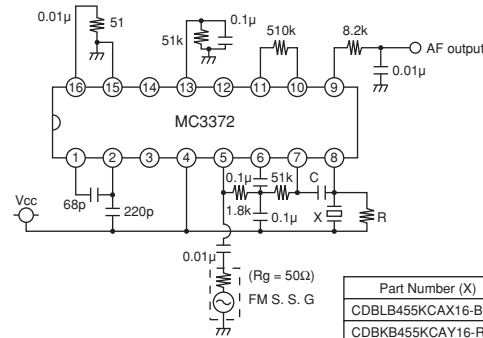 0.01μ
51
51k
0.1μ
510k
8.2k
AF output
0.01μ
16 15 14 13 12 11 10 9
MC3372
1 2 3 4 5 6 7 8
Vcc
68p
220p
0.1μ
51k
C
1.8k
0.1μ
X
R
0.01μ
(Rg = 50Ω)
FM S. S. G
Part Number (X)
CDBLB455KCAX16-B
CDBKB455KCAY16-R